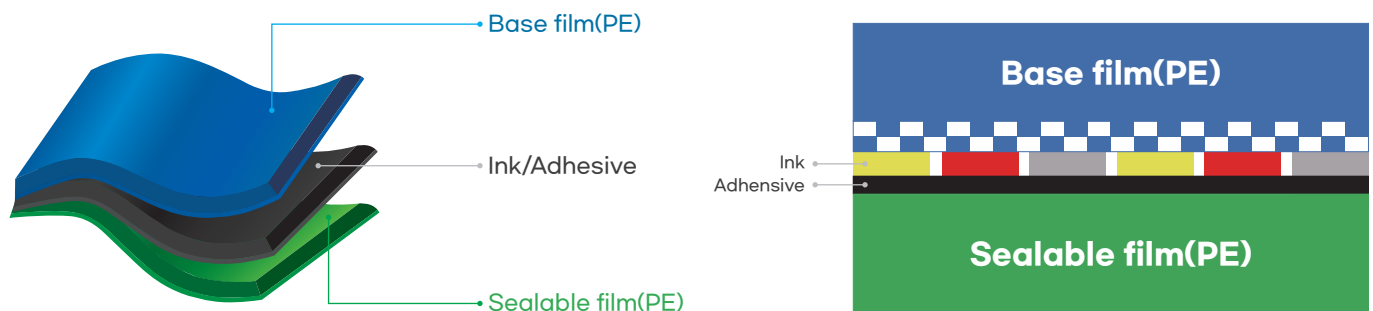 Base film(PE)
Ink/Adhesive
Sealable film(PE)
Base film(PE)
Ink
Adhensive
Sealable film(PE)